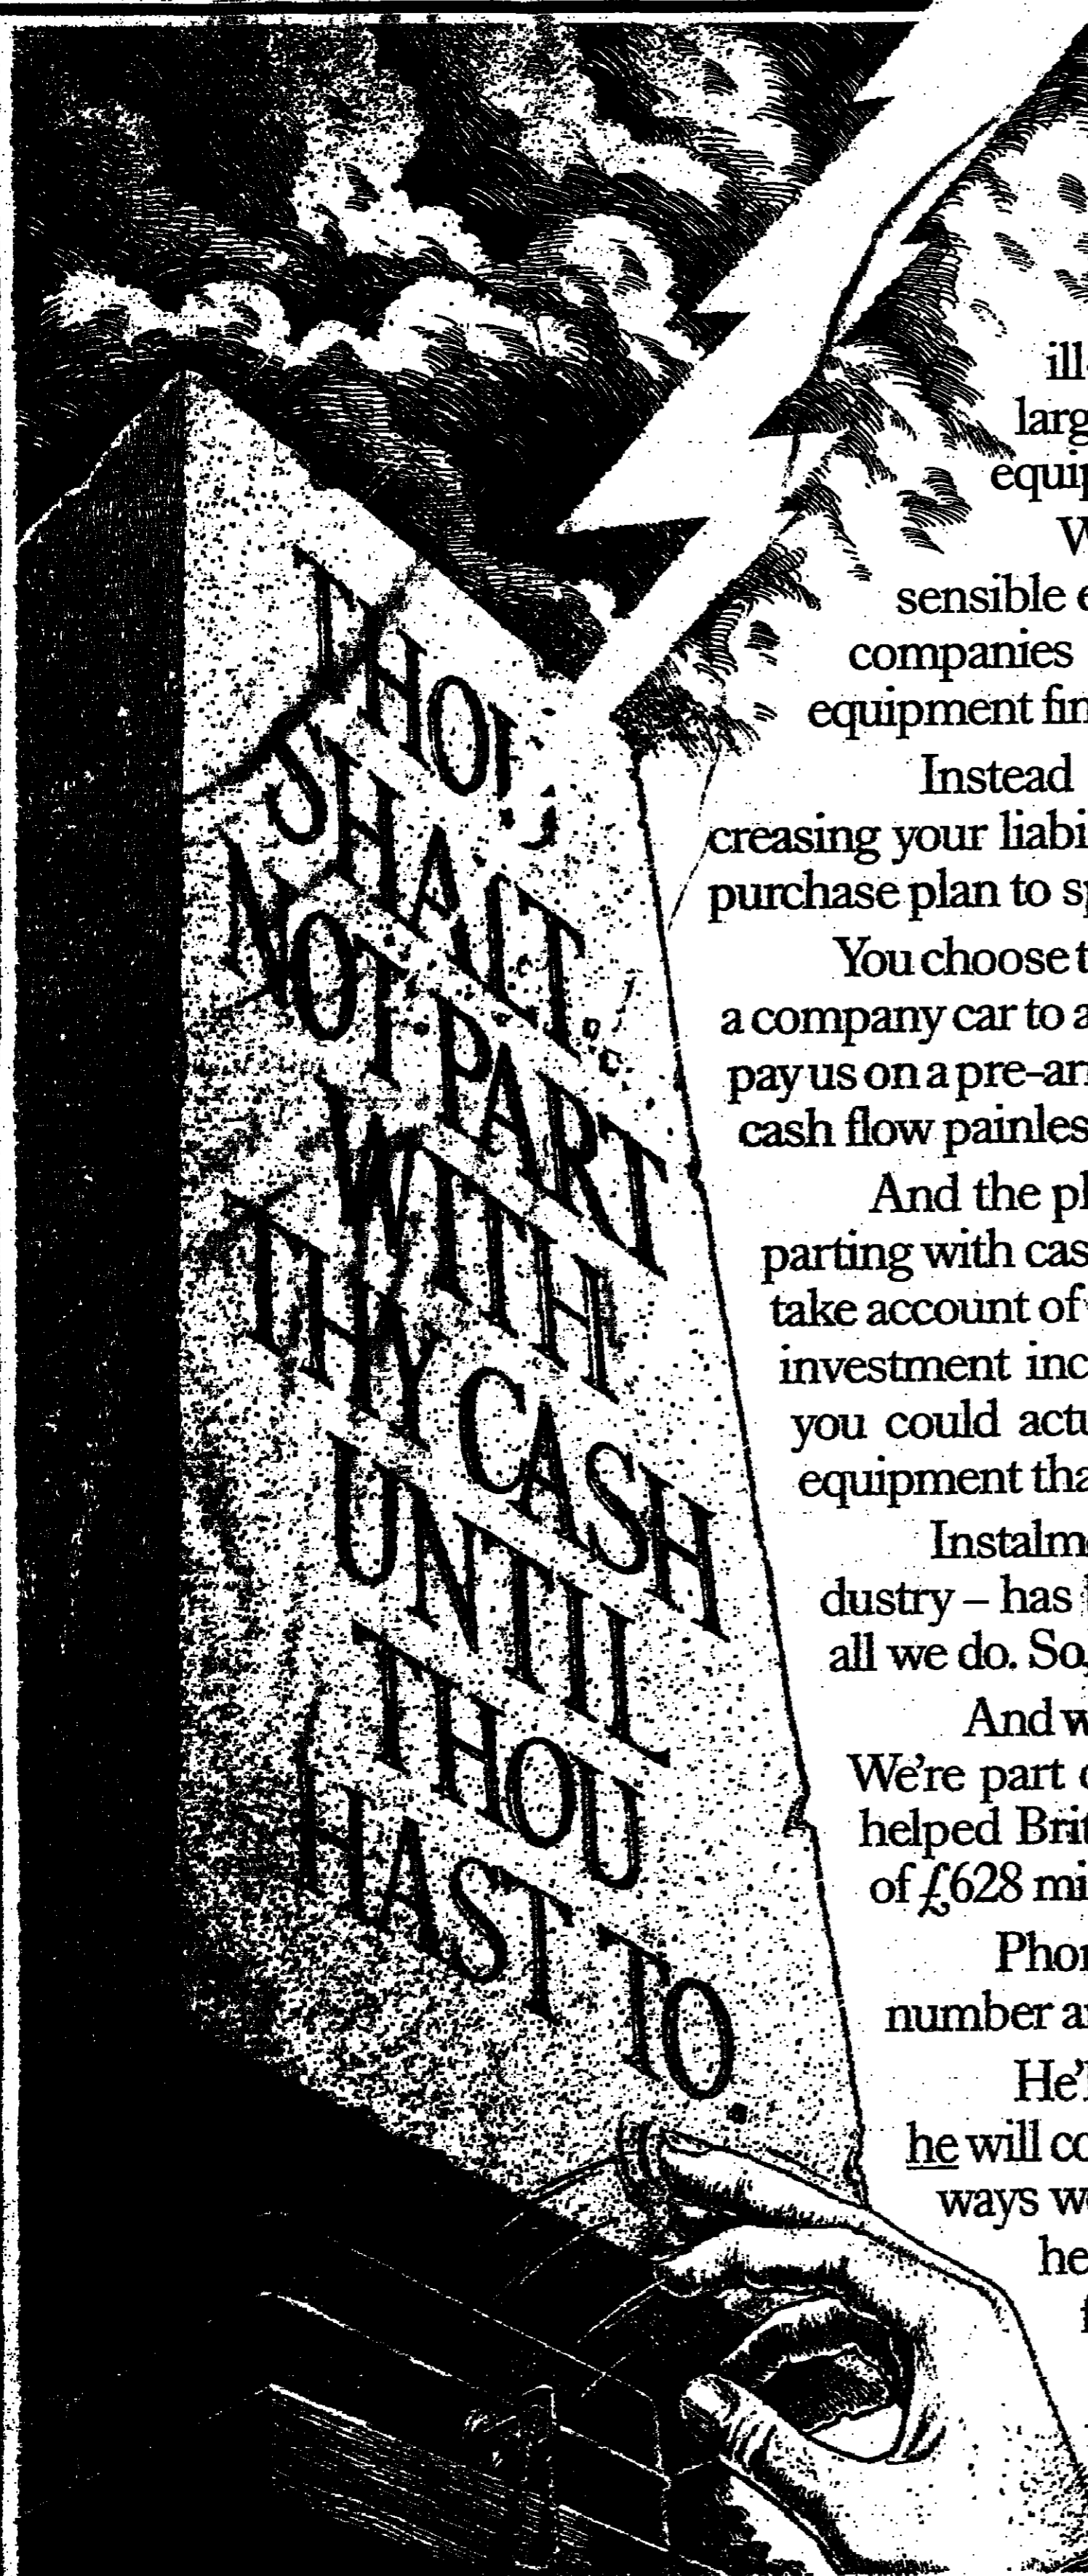 THOU
SHALT
NOT PART
WITH
THY CASH
UNTIL
THOU
HAST TO.
ill-
larg
equip
W
sensible e
companies
equipment fin
Instead
creasing your liabi
purchase plan to sp
You choose t
a company car to a
pay us on a pre-ar
cash flow painles
And the pl
parting with cas
take account of
investment inc
you could actu
equipment tha
Instalme
dustry – has
all we do. So,
And w
We're part
helped Brit
of £628 mi
Phon
number a
He'l
he will co
ways w
he
f